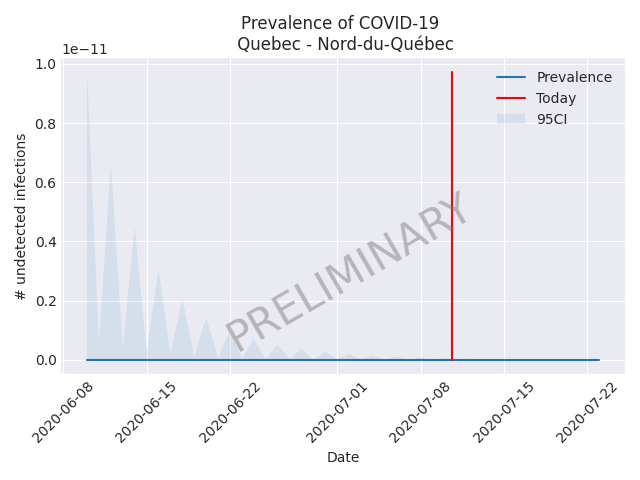 Prevalence of COVID-19
Quebec - Nord-du-Québec
1e−11
1.0
0.8
0.6
0.4
0.2
0.0
# undetected infections
Prevalence
Today
95CI
PRELIMINARY
2020-06-08
2020-06-15
2020-06-22
2020-07-01
2020-07-08
2020-07-15
2020-07-22
Date